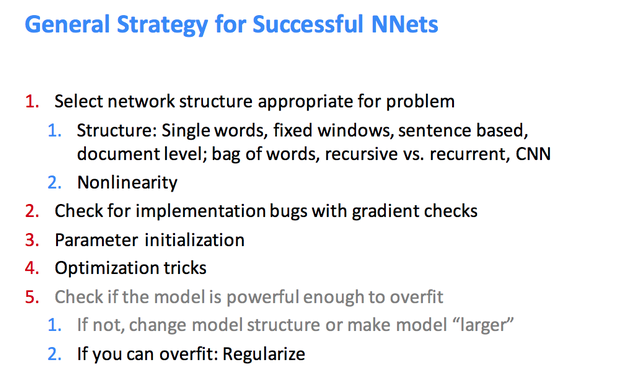 General Strategy for Successful NNets
1. Select network structure appropriate for problem
1. Structure: Single words, fixed windows, sentence based,
document level; bag of words, recursive vs. recurrent, CNN
2. Nonlinearity
2. Check for implementation bugs with gradient checks
3. Parameter initialization
4. Optimization tricks
5. Check if the model is powerful enough to overfit
1. If not, change model structure or make model “larger”
2. If you can overfit: Regularize